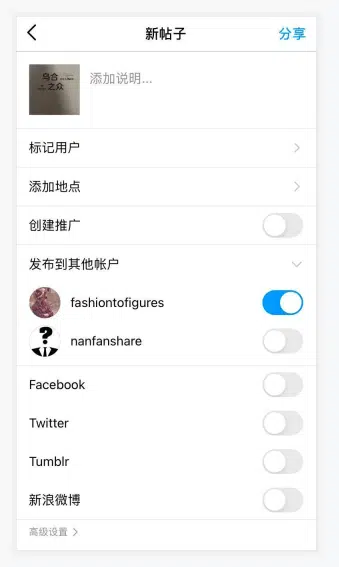 新帖子
分享
乌合
之众
添加说明...
标记用户
添加地点
创建推广
发布到其他帐户
fashiontofigures
nanfanshare
Facebook
Twitter
Tumblr
新浪微博
高级设置